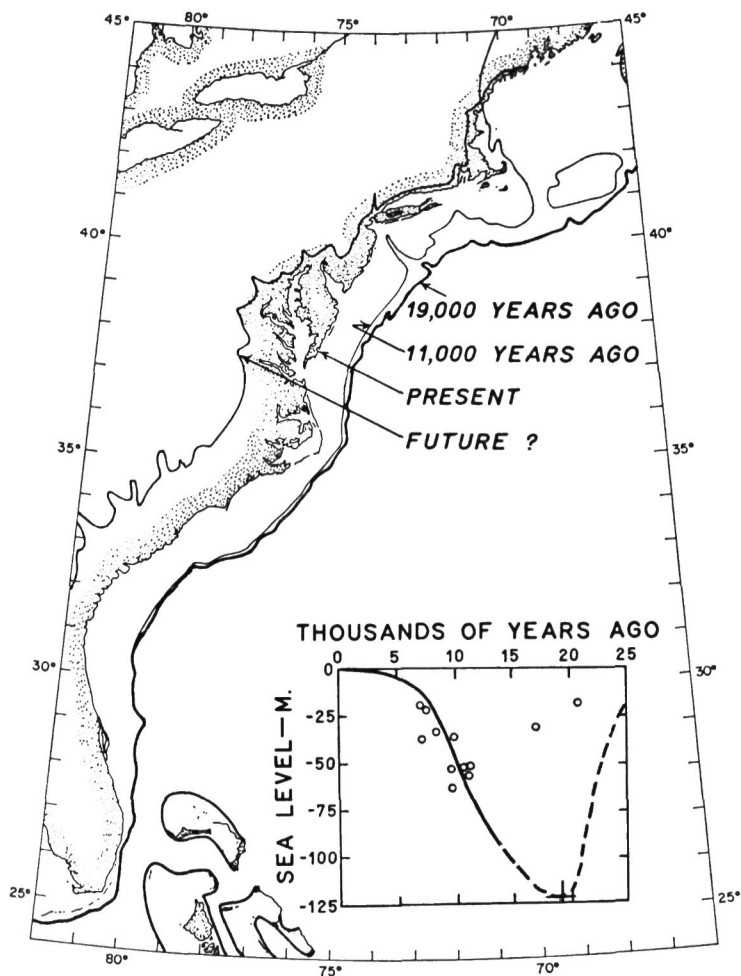 45° 80° 75° 70° 45°
40° 40°
19,000 YEARS AGO
11,000 YEARS AGO
PRESENT
FUTURE ?
35° 35°
THOUSANDS OF YEARS AGO
0 5 10 15 20 25
30° 30°
SEA LEVEL—M.
0
-25
-50
-75
-100
-125
25° 25°
80° 75° 70°